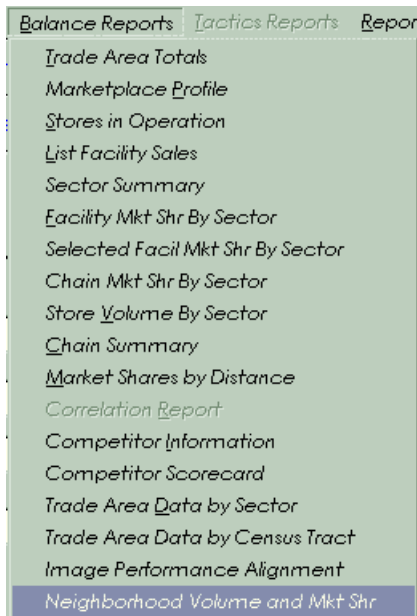 Balance Reports Tactics Reports Repor
Trade Area Totals
Marketplace Profile
Stores in Operation
List Facility Sales
Sector Summary
Facility Mkt Shr By Sector
Selected Facil Mkt Shr By Sector
Chain Mkt Shr By Sector
Store Volume By Sector
Chain Summary
Market Shares by Distance
Correlation Report
Competitor Information
Competitor Scorecard
Trade Area Data by Sector
Trade Area Data by Census Tract
Image Performance Alignment
Neighborhood Volume and Mkt Shr